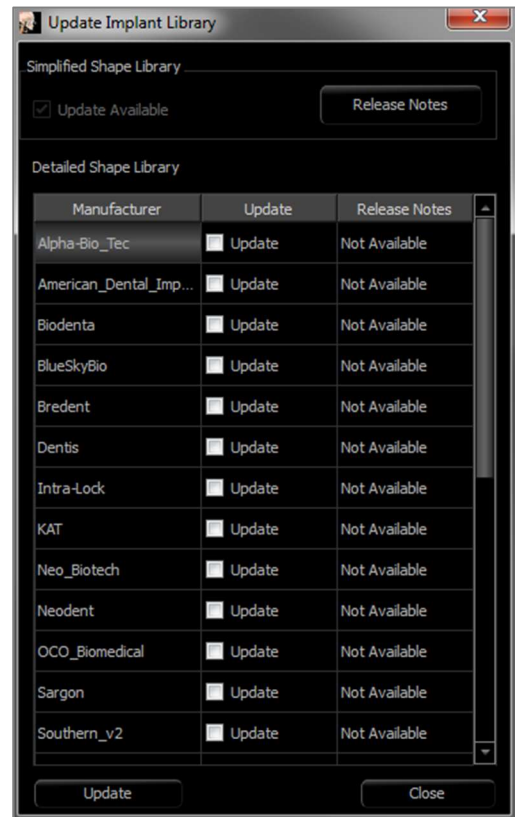 Update Implant Library
Simplified Shape Library
Update Available Release Notes
Detailed Shape Library
Manufacturer Update Release Notes
Alpha-Bio_Tec Update Not Available
American_Dental_Imp... Update Not Available
Biodenta Update Not Available
BlueSkyBio Update Not Available
Bredent Update Not Available
Dentis Update Not Available
Intra-Lock Update Not Available
KAT Update Not Available
Neo_Biotech Update Not Available
Neodent Update Not Available
OCO_Biomedical Update Not Available
Sargon Update Not Available
Southern_v2 Update Not Available
Update Close